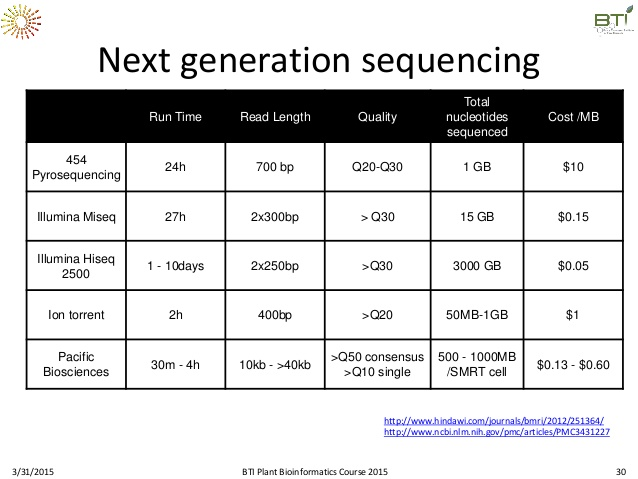 BTI
Next generation sequencing
Run Time Read Length Quality Total nucleotides sequenced Cost /MB
454 Pyrosequencing 24h 700 bp Q20-Q30 1 GB $10
Illumina Miseq 27h 2x300bp > Q30 15 GB $0.15
Illumina Hiseq 2500 1 - 10days 2x250bp >Q30 3000 GB $0.05
Ion torrent 2h 400bp >Q20 50MB-1GB $1
Pacific Biosciences 30m - 4h 10kb - >40kb >Q50 consensus >Q10 single 500 - 1000MB /SMRT cell $0.13 - $0.60
http://www.hindawi.com/journals/bmri/2012/251364/
http://www.ncbi.nlm.nih.gov/pmc/articles/PMC3431227
3/31/2015 BTI Plant Bioinformatics Course 2015 30